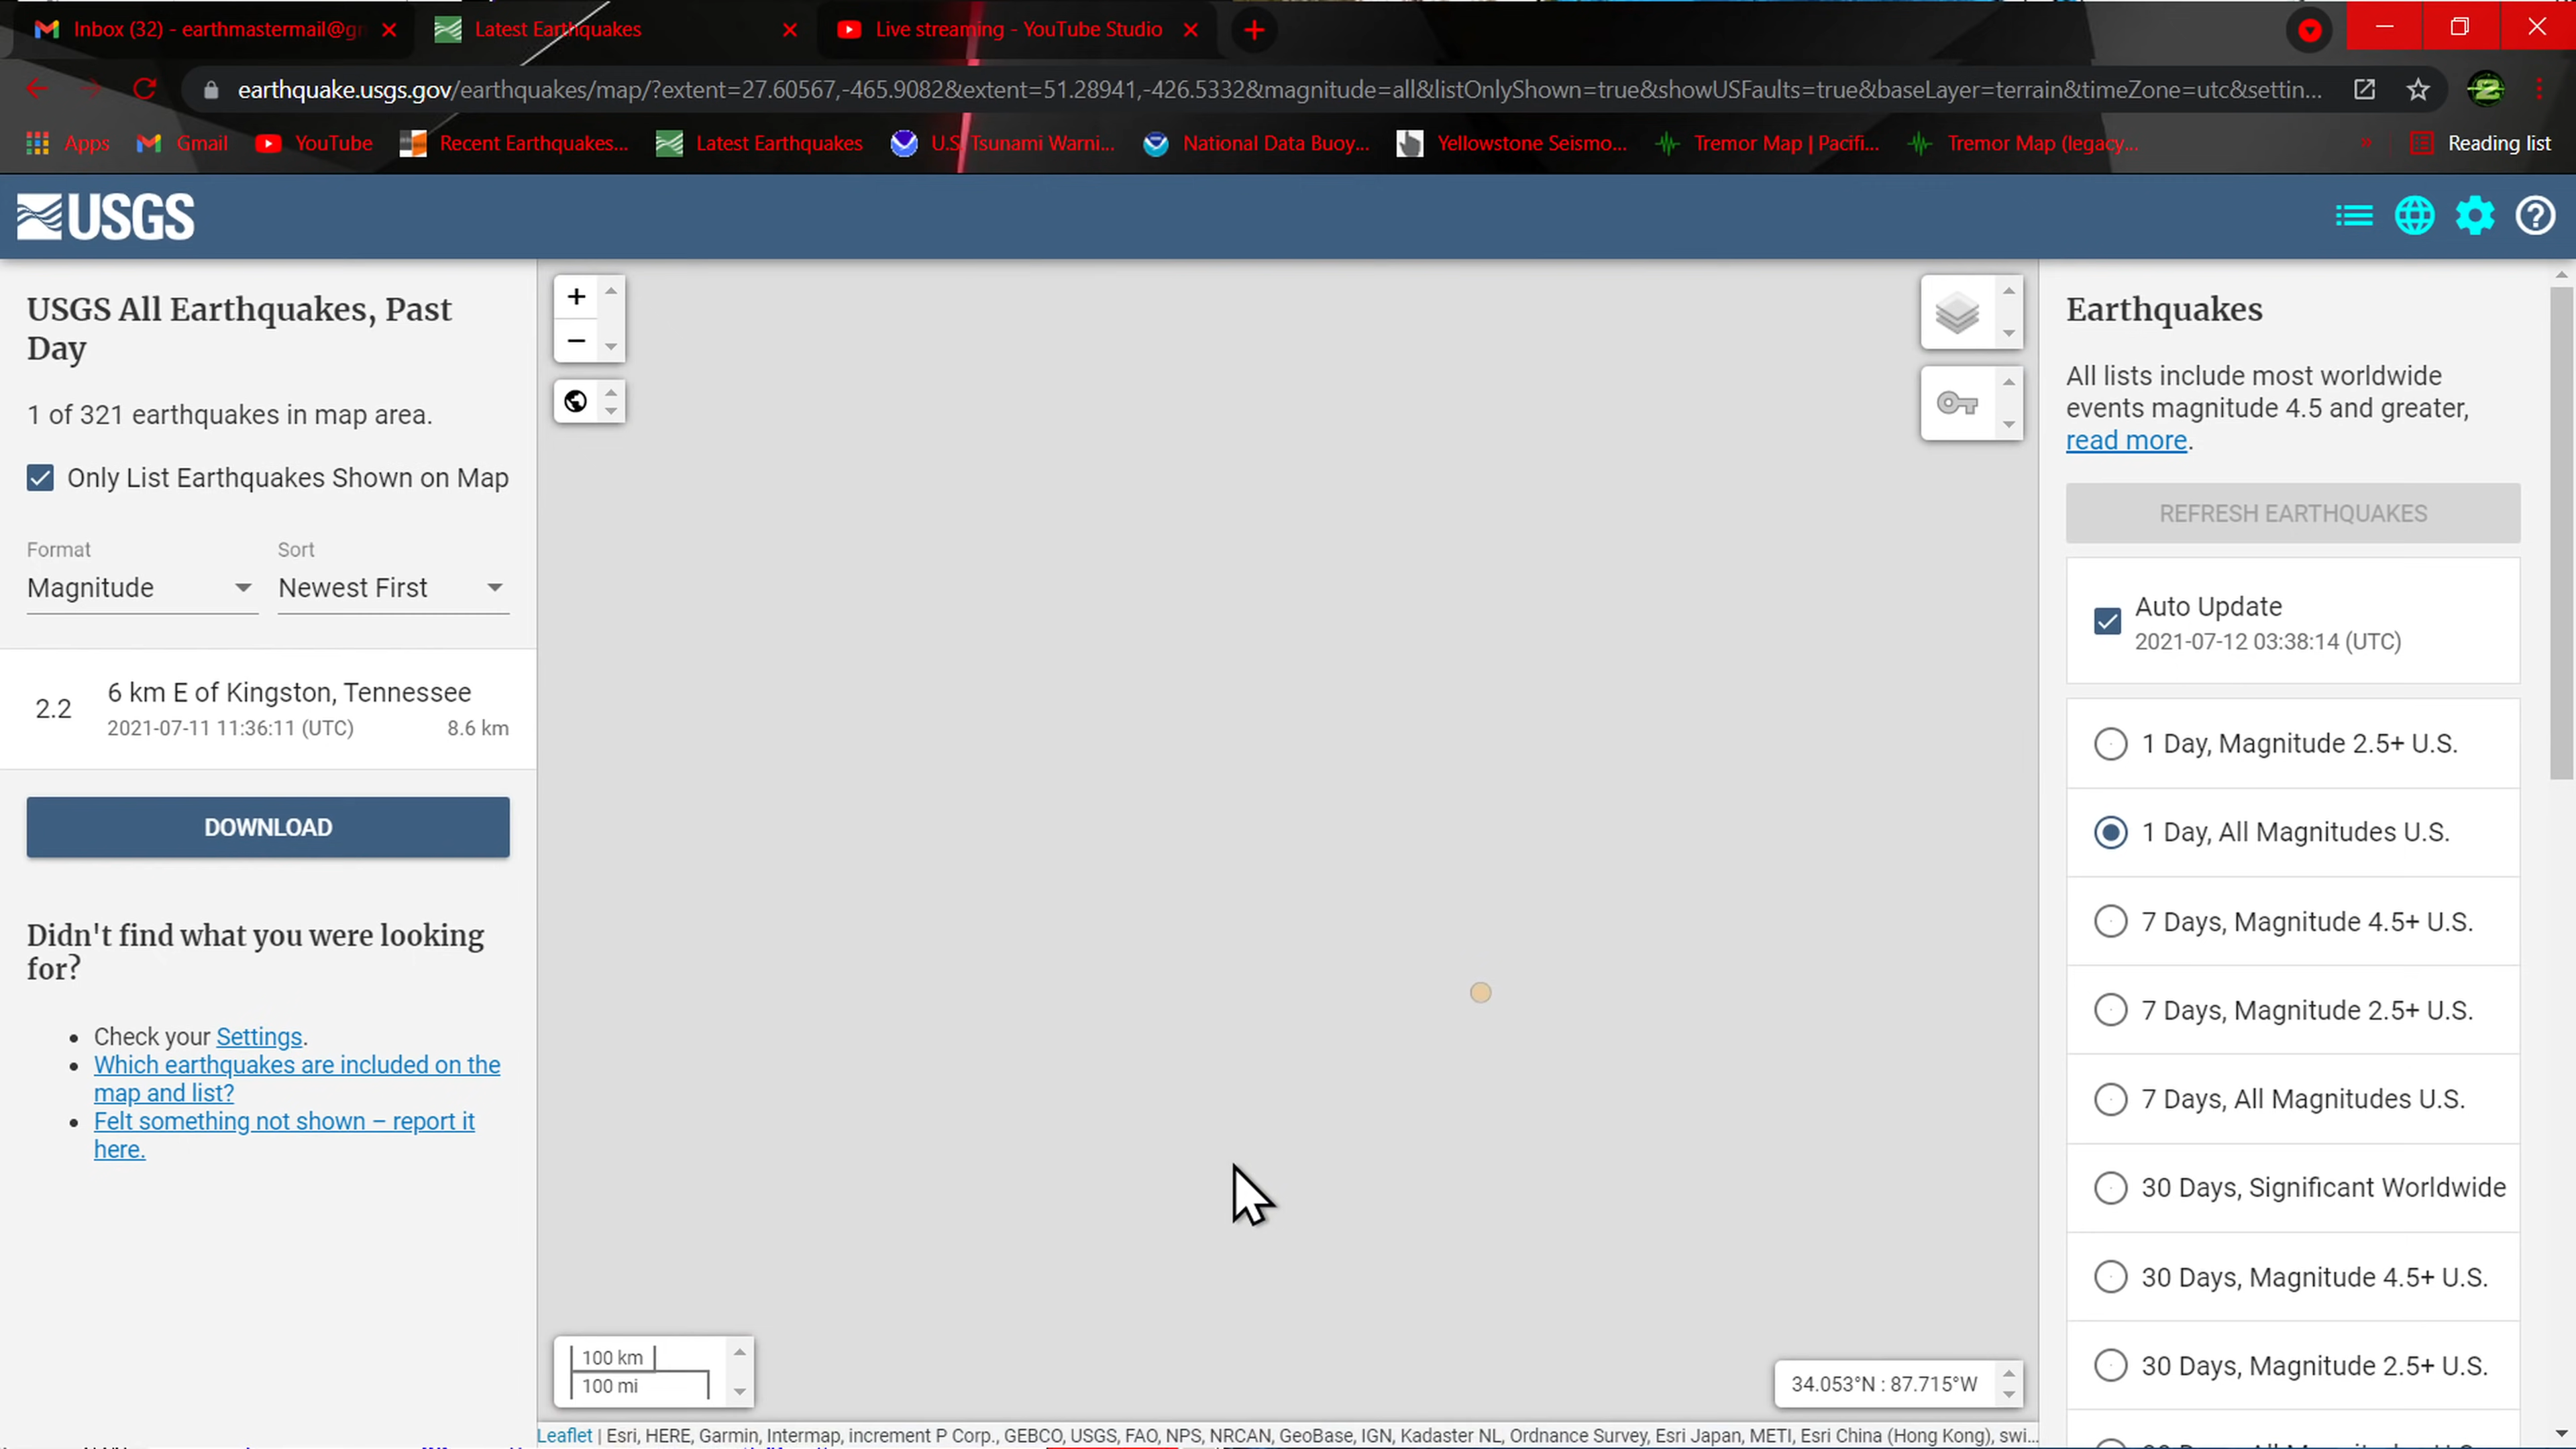 Inbox (32) - earthmastermail@gm
Latest Earthquakes
Live streaming - YouTube Studio
earthquake.usgs.gov/earthquakes/map/?extent=27.60567,-465.9082&extent=51.28941,-426.5332&magnitude=all&listOnlyShown=true&showUSFaults=true&baseLayer=terrain&timeZone=utc&settin...
Apps
Gmail
YouTube
Recent Earthquakes...
Latest Earthquakes
U.S. Tsunami Warni...
National Data Buoy...
Yellowstone Seismo...
Tremor Map | Pacifi...
Tremor Map (legacy...
»
Reading list
USGS
USGS All Earthquakes, Past
Day
1 of 321 earthquakes in map area.
Only List Earthquakes Shown on Map
Format
Sort
Magnitude
Newest First
2.2
6 km E of Kingston, Tennessee
2021-07-11 11:36:11 (UTC)
8.6 km
DOWNLOAD
Didn't find what you were looking
for?
Check your Settings.
Which earthquakes are included on the
map and list?
Felt something not shown – report it
here.
+
−
100 km
100 mi
34.053°N : 87.715°W
Leaflet | Esri, HERE, Garmin, Intermap, increment P Corp., GEBCO, USGS, FAO, NPS, NRCAN, GeoBase, IGN, Kadaster NL, Ordnance Survey, Esri Japan, METI, Esri China (Hong Kong), swi...
Earthquakes
All lists include most worldwide
events magnitude 4.5 and greater,
read more.
REFRESH EARTHQUAKES
Auto Update
2021-07-12 03:38:14 (UTC)
1 Day, Magnitude 2.5+ U.S.
1 Day, All Magnitudes U.S.
7 Days, Magnitude 4.5+ U.S.
7 Days, Magnitude 2.5+ U.S.
7 Days, All Magnitudes U.S.
30 Days, Significant Worldwide
30 Days, Magnitude 4.5+ U.S.
30 Days, Magnitude 2.5+ U.S.